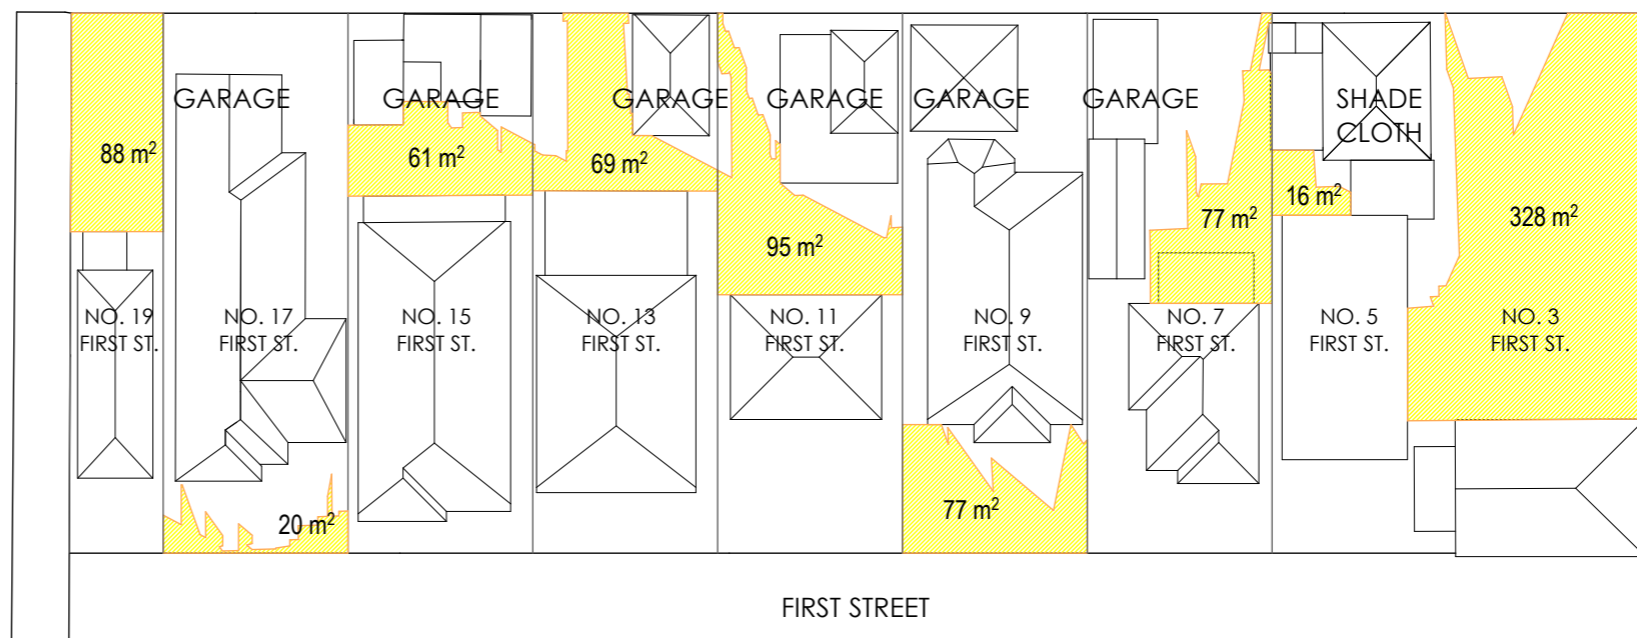 GARAGE
GARAGE
GARAGE
GARAGE
GARAGE
GARAGE
SHADE
CLOTH
88 m²
61 m²
69 m²
95 m²
77 m²
16 m²
328 m²
NO. 19
FIRST ST.
NO. 17
FIRST ST.
NO. 15
FIRST ST.
NO. 13
FIRST ST.
NO. 11
FIRST ST.
NO. 9
FIRST ST.
NO. 7
FIRST ST.
NO. 5
FIRST ST.
NO. 3
FIRST ST.
20 m²
77 m²
FIRST STREET